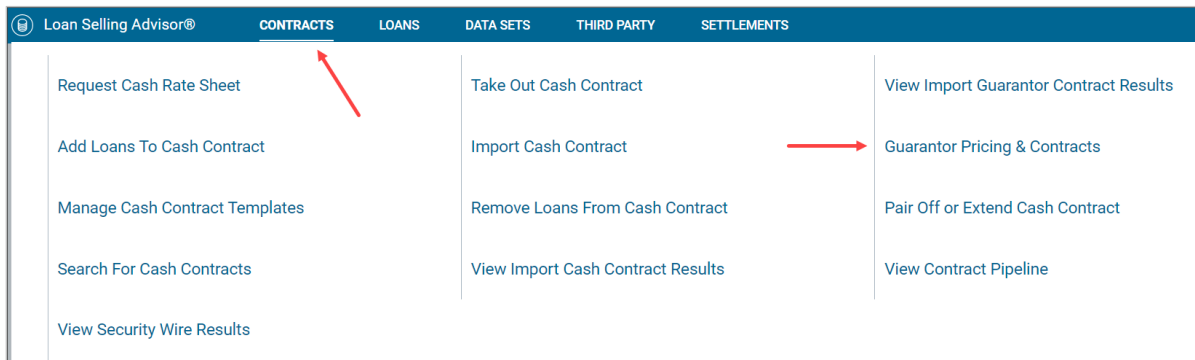 Loan Selling Advisor® CONTRACTS LOANS DATA SETS THIRD PARTY SETTLEMENTS
Request Cash Rate Sheet Take Out Cash Contract View Import Guarantor Contract Results
Add Loans To Cash Contract Import Cash Contract Guarantor Pricing & Contracts
Manage Cash Contract Templates Remove Loans From Cash Contract Pair Off or Extend Cash Contract
Search For Cash Contracts View Import Cash Contract Results View Contract Pipeline
View Security Wire Results